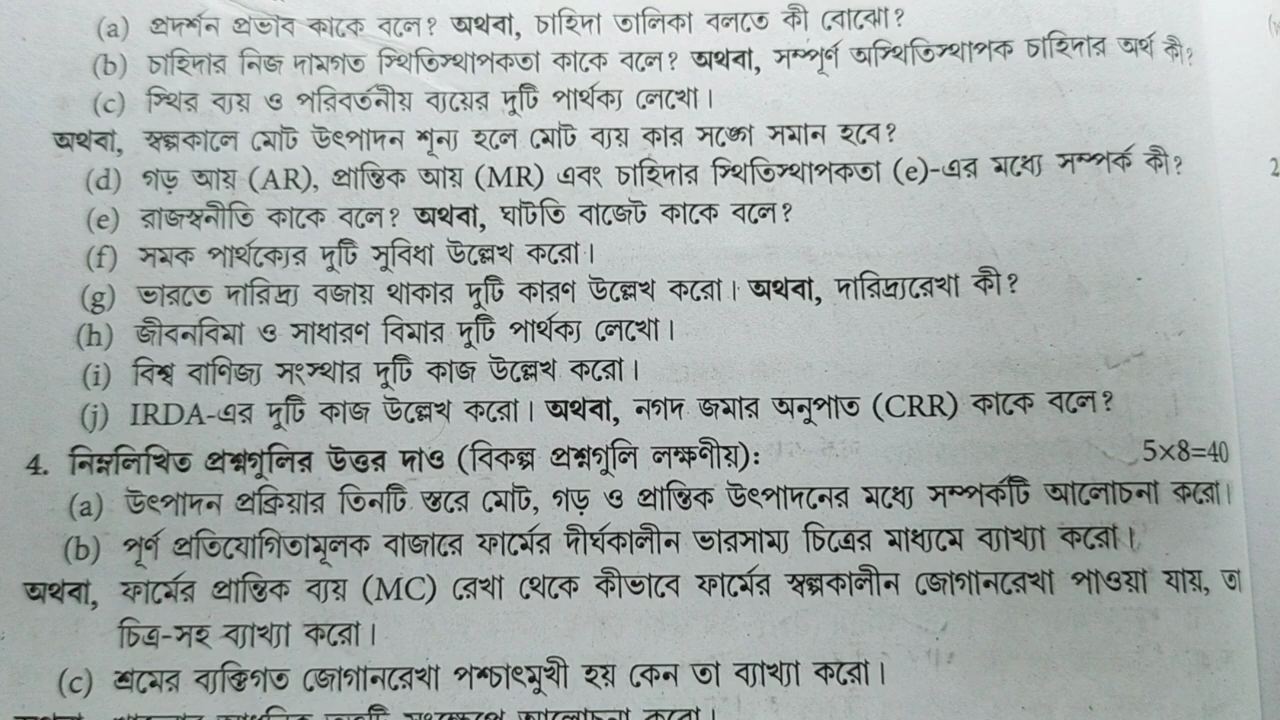 (a) প্রদর্শন প্রভাব কাকে বলে? অথবা, চাহিদা তালিকা বলতে কী বোঝো?
(b) চাহিদার নিজ দামগত স্থিতিস্থাপকতা কাকে বলে? অথবা, সম্পূর্ণ অস্থিতিস্থাপক চাহিদার অর্থ কী?
(c) স্থির ব্যয় ও পরিবর্তনীয় ব্যয়ের দুটি পার্থক্য লেখো।
অথবা, স্বল্পকালে মোট উৎপাদন শূন্য হলে মোট ব্যয় কার সঙ্গে সমান হবে?
(d) গড় আয় (AR), প্রান্তিক আয় (MR) এবং চাহিদার স্থিতিস্থাপকতা (e)-এর মধ্যে সম্পর্ক কী?
(e) রাজস্বনীতি কাকে বলে? অথবা, ঘাটতি বাজেট কাকে বলে?
(f) সমক পার্থক্যের দুটি সুবিধা উল্লেখ করো।
(g) ভারতে দারিদ্র্য বজায় থাকার দুটি কারণ উল্লেখ করো। অথবা, দারিদ্র্যরেখা কী?
(h) জীবনবিমা ও সাধারণ বিমার দুটি পার্থক্য লেখো।
(i) বিশ্ব বাণিজ্য সংস্থার দুটি কাজ উল্লেখ করো।
(j) IRDA-এর দুটি কাজ উল্লেখ করো। অথবা, নগদ জমার অনুপাত (CRR) কাকে বলে?
4. নিম্নলিখিত প্রশ্নগুলির উত্তর দাও (বিকল্প প্রশ্নগুলি লক্ষণীয়): 5×8=40
(a) উৎপাদন প্রক্রিয়ার তিনটি স্তরে মোট, গড় ও প্রান্তিক উৎপাদনের মধ্যে সম্পর্কটি আলোচনা করো।
(b) পূর্ণ প্রতিযোগিতামূলক বাজারে ফার্মের দীর্ঘকালীন ভারসাম্য চিত্রের মাধ্যমে ব্যাখ্যা করো।
অথবা, ফার্মের প্রান্তিক ব্যয় (MC) রেখা থেকে কীভাবে ফার্মের স্বল্পকালীন জোগানরেখা পাওয়া যায়, তা
চিত্র-সহ ব্যাখ্যা করো।
(c) শ্রমের ব্যক্তিগত জোগানরেখা পশ্চাৎমুখী হয় কেন তা ব্যাখ্যা করো।
2